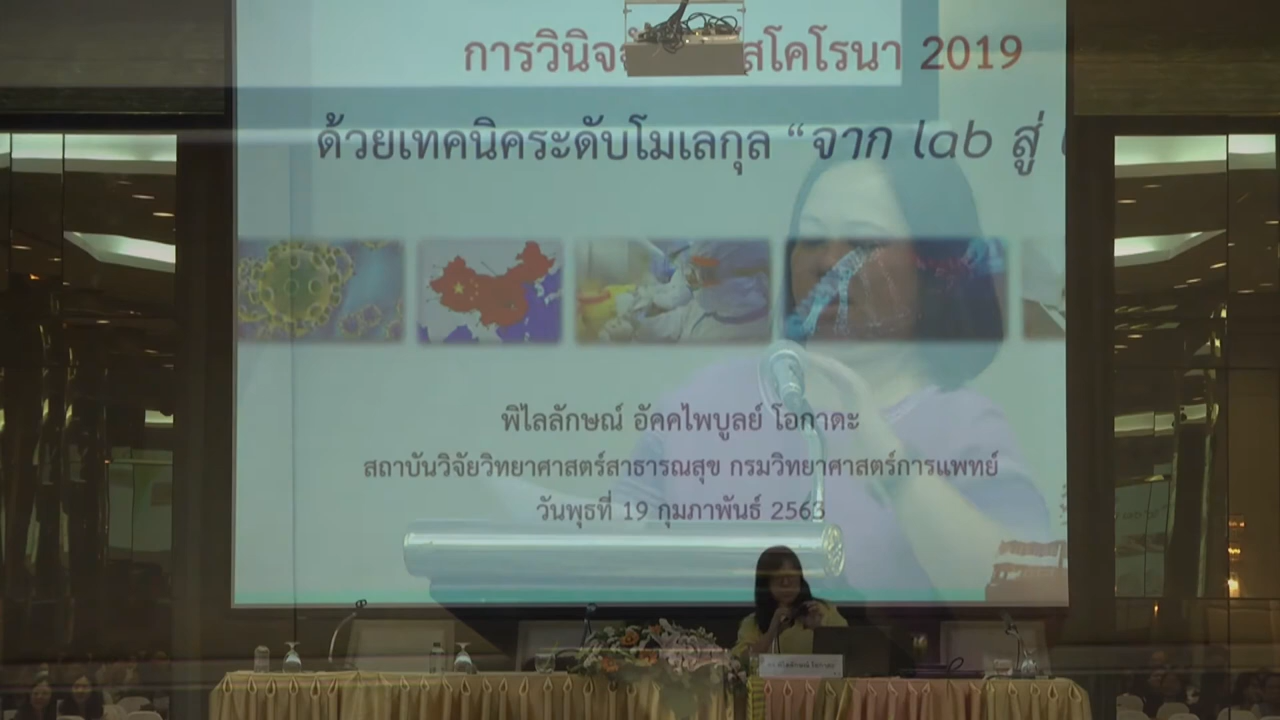 การวินิจ สโคโรนา 2019
ด้วยเทคนิคระดับโมเลกุล “จาก lab สู่
พิไลลักษณ์ อัคคไพบูลย์ โอกาดะ
สถาบันวิจัยวิทยาศาสตร์สาธารณสุข กรมวิทยาศาสตร์การแพทย์
วันพุธที่ 19 กุมภาพันธ์ 2563